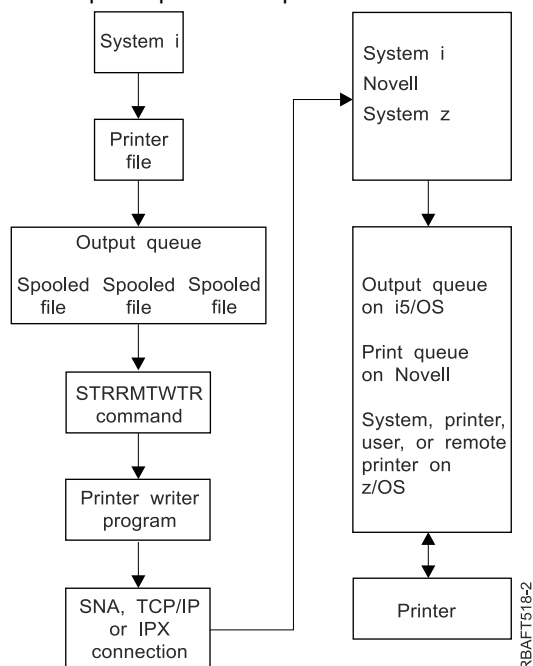 System i
Printer
file
Output queue
Spooled Spooled Spooled
file file file
STRRMTWTR
command
Printer writer
program
SNA, TCP/IP
or IPX
connection
System i
Novell
System z
Output queue
on i5/OS
Print queue
on Novell
System, printer,
user, or remote
printer on
z/OS
Printer
RBAFT518-2